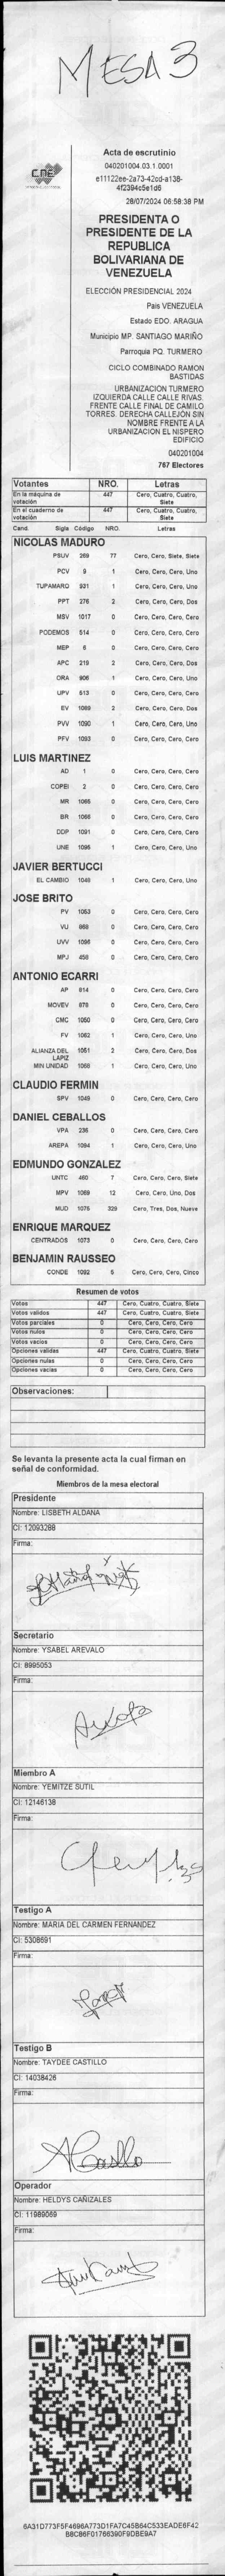 MESA 3
CNE
Acta de escrutinio
040201004.03.1.0001
e11122ee-2a73-42cd-a138-
4f2394c5e1d6
28/07/2024 06:58:38 PM
PRESIDENTA O
PRESIDENTE DE LA
REPUBLICA
BOLIVARIANA DE
VENEZUELA
ELECCIÓN PRESIDENCIAL 2024
Pais VENEZUELA
Estado EDO. ARAGUA
Municipio MP. SANTIAGO MARIÑO
Parroquia PQ. TURMERO
CICLO COMBINADO RAMON
BASTIDAS
URBANIZACIÓN TURMERO
IZQUIERDA CALLE CALLE RIVAS.
FRENTE CALLE FINAL DE CAMILO
TORRES. DERECHA CALLEJÓN SIN
NOMBRE FRENTE A LA
URBANIZACION EL NISPERO
EDIFICIO
040201004
767 Electores
Votantes NRO. Letras
En la máquina de votación 447 Cero, Cuatro, Cuatro, Siete
En el cuaderno de votación 447 Cero, Cuatro, Cuatro, Siete
Cand. Sigla Código NRO. Letras
NICOLAS MADURO
PSUV 269 77 Cero, Cero, Siete, Siete
PCV 9 1 Cero, Cero, Cero, Uno
TUPAMARO 931 1 Cero, Cero, Cero, Uno
PPT 276 2 Cero, Cero, Cero, Dos
MSV 1017 0 Cero, Cero, Cero, Cero
PODEMOS 514 0 Cero, Cero, Cero, Cero
MEP 6 0 Cero, Cero, Cero, Cero
APC 219 2 Cero, Cero, Cero, Dos
ORA 906 1 Cero, Cero, Cero, Uno
UPV 513 0 Cero, Cero, Cero, Cero
EV 1089 2 Cero, Cero, Cero, Dos
PVV 1090 1 Cero, Cero, Cero, Uno
PFV 1093 0 Cero, Cero, Cero, Cero
LUIS MARTINEZ
AD 1 0 Cero, Cero, Cero, Cero
COPEI 2 0 Cero, Cero, Cero, Cero
MR 1065 0 Cero, Cero, Cero, Cero
BR 1066 0 Cero, Cero, Cero, Cero
DDP 1091 0 Cero, Cero, Cero, Cero
UNE 1095 1 Cero, Cero, Cero, Uno
JAVIER BERTUCCI
EL CAMBIO 1048 1 Cero, Cero, Cero, Uno
JOSE BRITO
PV 1053 0 Cero, Cero, Cero, Cero
VU 868 0 Cero, Cero, Cero, Cero
UVV 1096 0 Cero, Cero, Cero, Cero
MPJ 458 0 Cero, Cero, Cero, Cero
ANTONIO ECARRI
AP 814 0 Cero, Cero, Cero, Cero
MOVEV 678 0 Cero, Cero, Cero, Cero
CMC 1050 0 Cero, Cero, Cero, Cero
FV 1062 1 Cero, Cero, Cero, Uno
ALIANZA DEL LAPIZ 1051 2 Cero, Cero, Cero, Dos
MIN UNIDAD 1068 1 Cero, Cero, Cero, Uno
CLAUDIO FERMIN
SPV 1049 0 Cero, Cero, Cero, Cero
DANIEL CEBALLOS
VPA 236 0 Cero, Cero, Cero, Cero
AREPA 1094 1 Cero, Cero, Cero, Uno
EDMUNDO GONZALEZ
UNTC 460 7 Cero, Cero, Cero, Siete
MPV 1069 12 Cero, Cero, Uno, Dos
MUD 1075 329 Cero, Tres, Dos, Nueve
ENRIQUE MARQUEZ
CENTRADOS 1073 0 Cero, Cero, Cero, Cero
BENJAMIN RAUSSEO
CONDE 1092 5 Cero, Cero, Cero, Cinco
Resumen de votos
Votos 447 Cero, Cuatro, Cuatro, Siete
Votos validos 447 Cero, Cuatro, Cuatro, Siete
Votos parciales 0 Cero, Cero, Cero, Cero
Votos nulos 0 Cero, Cero, Cero, Cero
Votos vacios 0 Cero, Cero, Cero, Cero
Opciones validas 447 Cero, Cuatro, Cuatro, Siete
Opciones nulas 0 Cero, Cero, Cero, Cero
Opciones vacias 0 Cero, Cero, Cero, Cero
Observaciones:
Se levanta la presente acta la cual firman en
señal de conformidad.
Miembros de la mesa electoral
Presidente
Nombre: LISBETH ALDANA
CI: 12093288
Firma:
Secretario
Nombre: YSABEL AREVALO
CI: 8995053
Firma:
Miembro A
Nombre: YEMITZE SUTIL
CI: 12146138
Firma:
Testigo A
Nombre: MARIA DEL CARMEN FERNANDEZ
CI: 5308691
Firma:
Testigo B
Nombre: TAYDEE CASTILLO
CI: 14038426
Firma:
Operador
Nombre: HELDYS CAÑIZALES
CI: 11989069
Firma:
6A31D773F5F4696A773D1FA7C45B64C533EADE6F42
B8C86F01766390F9DBE9A7